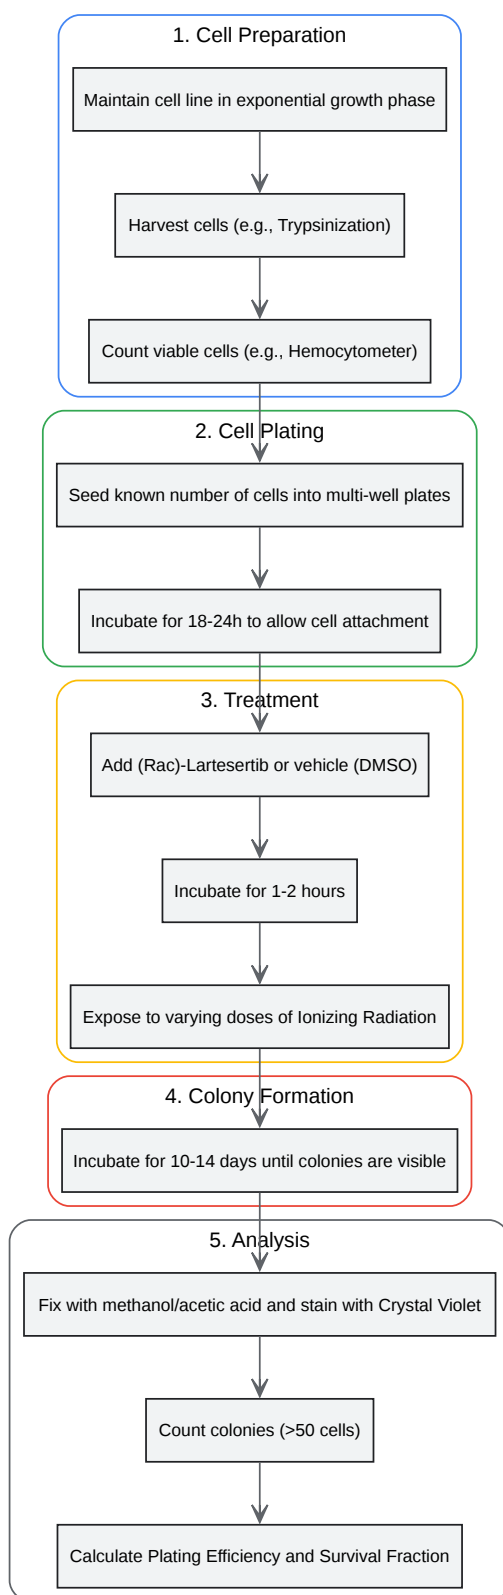 1. Cell Preparation
Maintain cell line in exponential growth phase
Harvest cells (e.g., Trypsinization)
Count viable cells (e.g., Hemocytometer)
2. Cell Plating
Seed known number of cells into multi-well plates
Incubate for 18-24h to allow cell attachment
3. Treatment
Add (Rac)-Lartesertib or vehicle (DMSO)
Incubate for 1-2 hours
Expose to varying doses of Ionizing Radiation
4. Colony Formation
Incubate for 10-14 days until colonies are visible
5. Analysis
Fix with methanol/acetic acid and stain with Crystal Violet
Count colonies (>50 cells)
Calculate Plating Efficiency and Survival Fraction